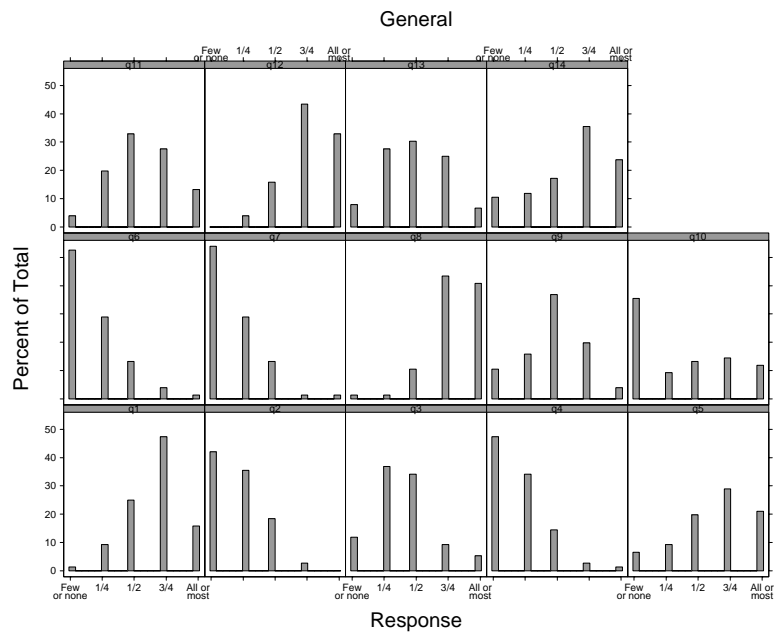 General
Few or none 1/4 1/2 3/4 All or most
Few or none 1/4 1/2 3/4 All or most
q11 q12 q13 q14
50
40
30
20
10
0
q6 q7 q8 q9 q10
Percent of Total
q1 q2 q3 q4 q5
50
40
30
20
10
0
Few or none 1/4 1/2 3/4 All or most
Few or none 1/4 1/2 3/4 All or most
Few or none 1/4 1/2 3/4 All or most
Response